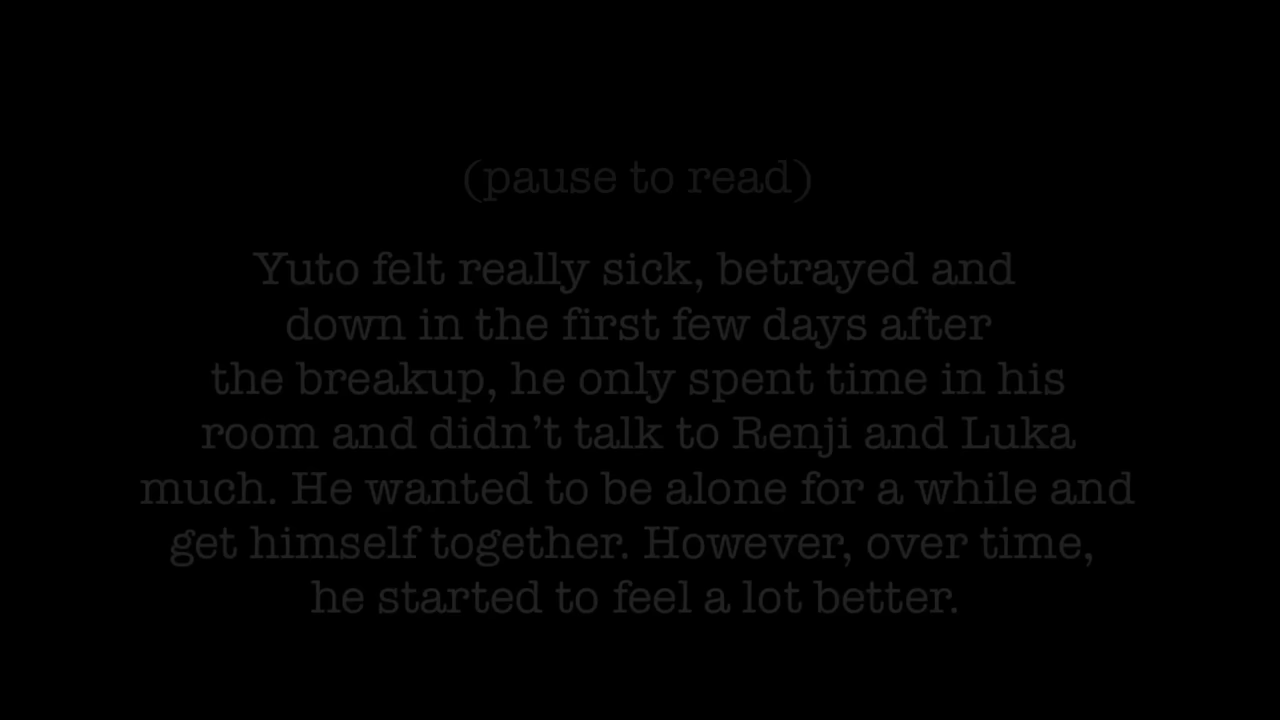 (pause to read)
Yuto felt really sick, betrayed and
down in the first few days after
the breakup, he only spent time in his
room and didn’t talk to Renji and Luka
much. He wanted to be alone for a while and
get himself together. However, over time,
he started to feel a lot better.